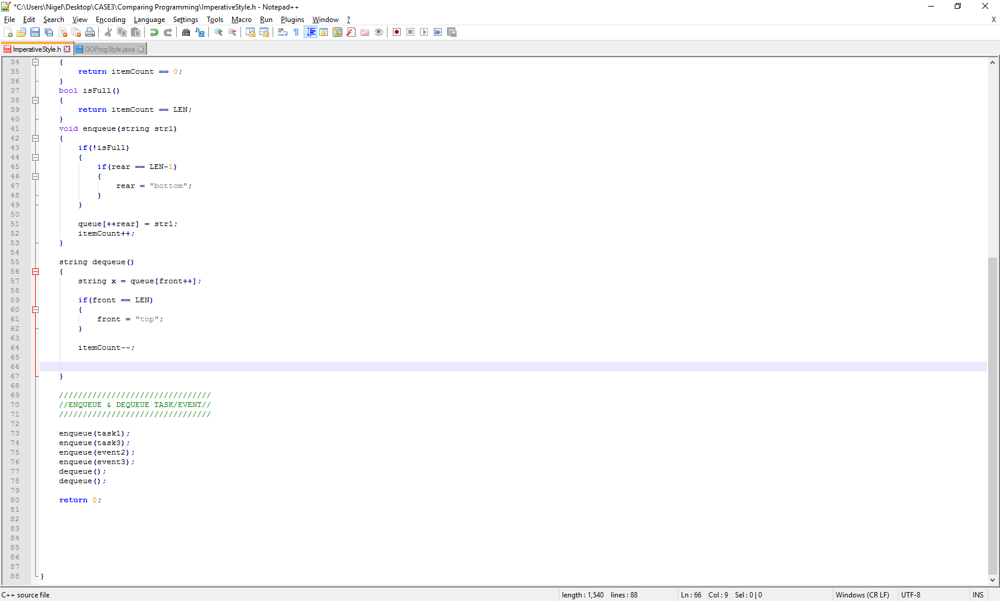 *C:\Users\Nigel\Desktop\CASE3\Comparing Programming\ImperativeStyle.h - Notepad++
File Edit Search View Encoding Language Settings Tools Macro Run Plugins Window ? X
ImperativeStyle.h OOProgStyle.java
34 {
35 return itemCount == 0;
36 }
37 bool isFull()
38 {
39 return itemCount == LEN;
40 }
41 void enqueue(string str1)
42 {
43 if(!isFull)
44 {
45 if(rear == LEN-1)
46 {
47 rear = "bottom";
48 }
49 }
50
51 queue[++rear] = str1;
52 itemCount++;
53 }
54
55 string dequeue()
56 {
57 string x = queue[front++];
58
59 if(front == LEN)
60 {
61 front = "top";
62 }
63
64 itemCount--;
65
66
67 }
68
69 ////////////////////////////////
70 //ENQUEUE & DEQUEUE TASK/EVENT//
71 ////////////////////////////////
72
73 enqueue(task1);
74 enqueue(task3);
75 enqueue(event2);
76 enqueue(event3);
77 dequeue();
78 dequeue();
79
80 return 0;
81
82
83
84
85
86
87
88 }
C++ source file length : 1,540 lines : 88 Ln : 66 Col : 9 Sel : 0 | 0 Windows (CR LF) UTF-8 INS